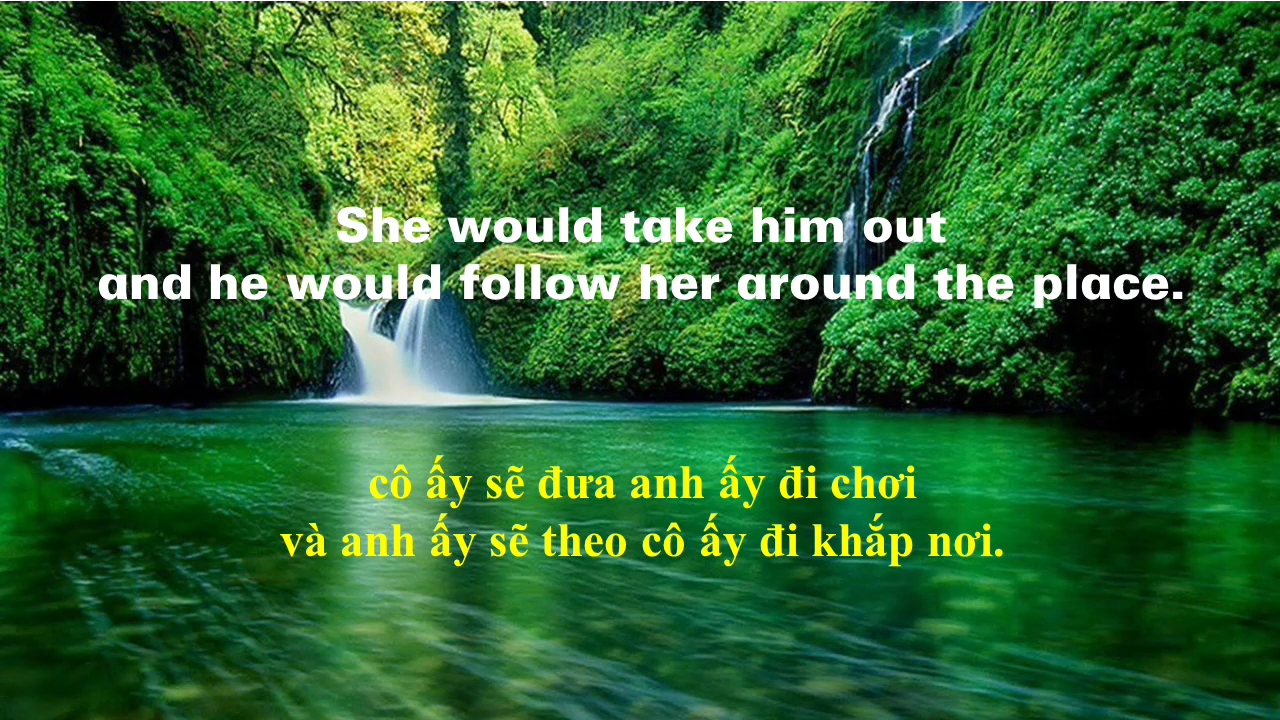 She would take him out
and he would follow her around the place.
cô ấy sẽ đưa anh ấy đi chơi
và anh ấy sẽ theo cô ấy đi khắp nơi.